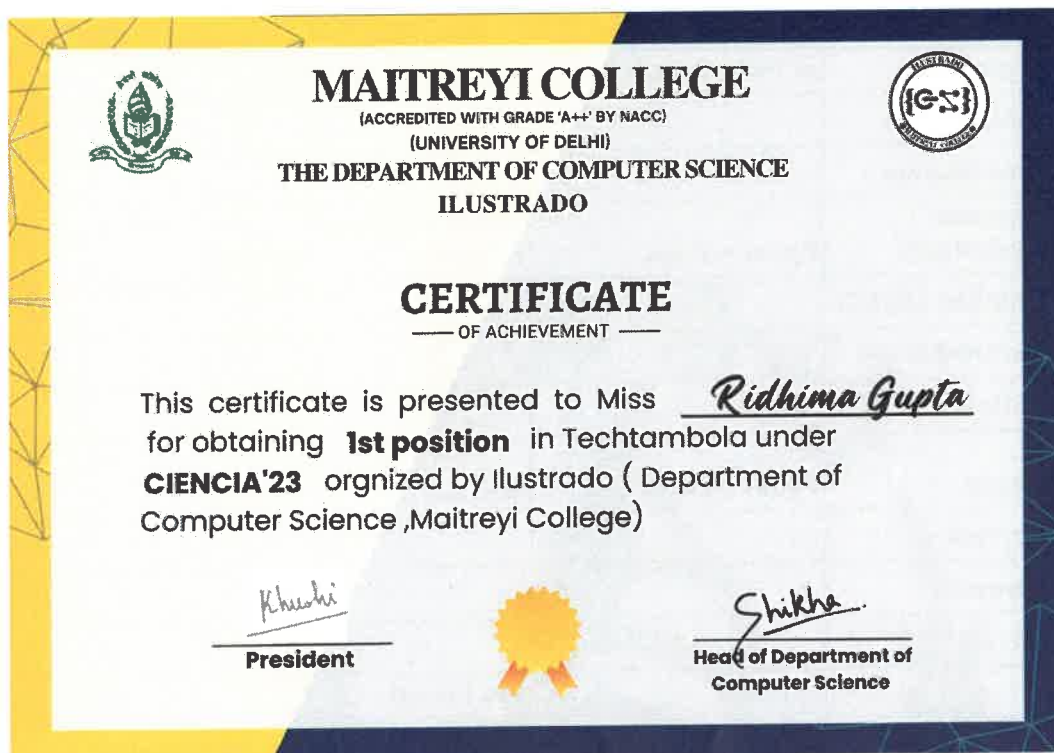 MAITREYI COLLEGE
(ACCREDITED WITH GRADE 'A++' BY NACC)
(UNIVERSITY OF DELHI)
THE DEPARTMENT OF COMPUTER SCIENCE
ILUSTRADO
{G
CERTIFICATE
OF ACHIEVEMENT
This certificate is presented to Miss Ridhima Gupta
for obtaining 1st position in Techtambola under
CIENCIA'23 orgnized by Ilustrado ( Department of
Computer Science ,Maitreyi College)
Khushi
President
Shikha
Head of Department of
Computer Science